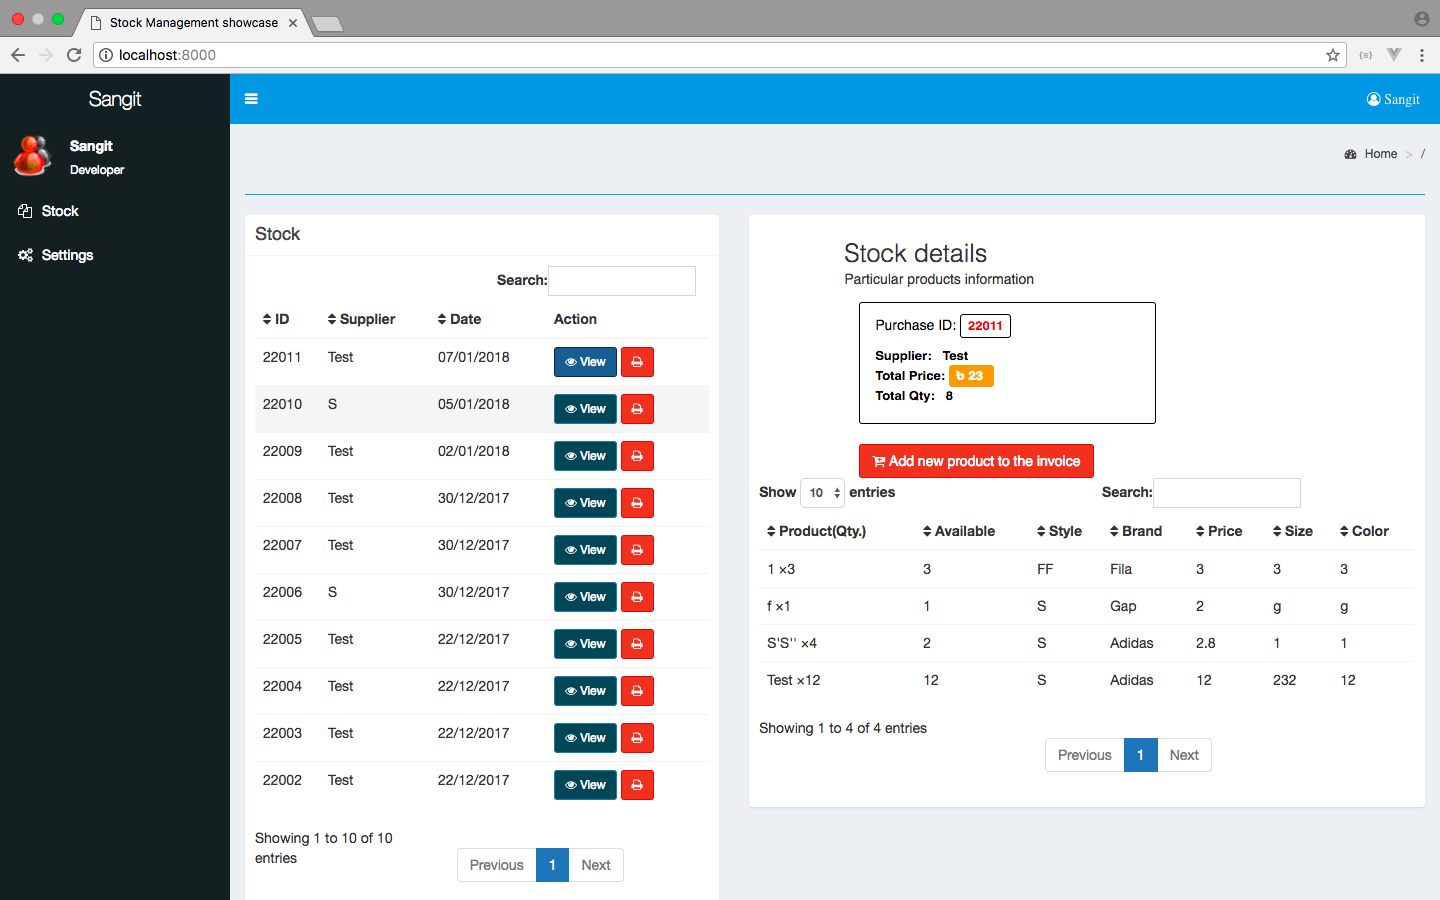 Stock Management showcase
localhost:8000
Sangit
Sangit
Sangit
Developer
Home > /
Stock
Settings
Stock
Search:
ID Supplier Date Action
22011 Test 07/01/2018 View
22010 S 05/01/2018 View
22009 Test 02/01/2018 View
22008 Test 30/12/2017 View
22007 Test 30/12/2017 View
22006 S 30/12/2017 View
22005 Test 22/12/2017 View
22004 Test 22/12/2017 View
22003 Test 22/12/2017 View
22002 Test 22/12/2017 View
Showing 1 to 10 of 10
entries
Previous 1 Next
Stock details
Particular products information
Purchase ID: 22011
Supplier: Test
Total Price: ৳ 23
Total Qty: 8
Add new product to the invoice
Show 10 entries Search:
Product(Qty.) Available Style Brand Price Size Color
1 ×3 3 FF Fila 3 3 3
f ×1 1 S Gap 2 g g
S'S'' ×4 2 S Adidas 2.8 1 1
Test ×12 12 S Adidas 12 232 12
Showing 1 to 4 of 4 entries
Previous 1 Next